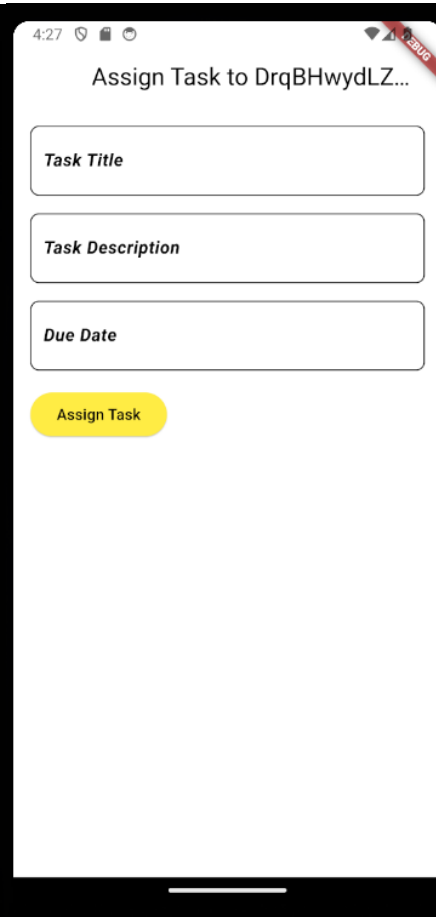 4:27
DEBUG
Assign Task to DrqBHwydLZ...
Task Title
Task Description
Due Date
Assign Task